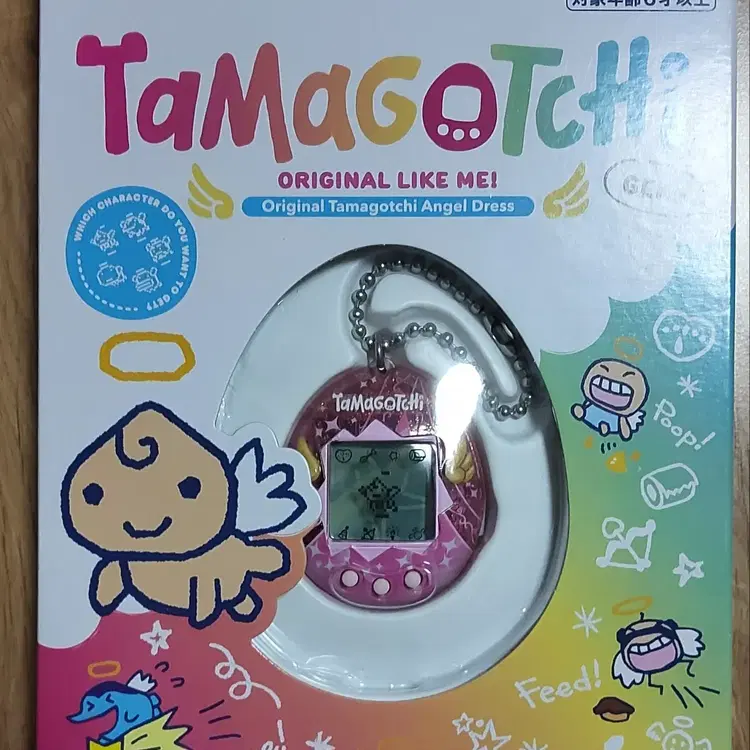 対象年齢6才以上
TaMaGoTCHi
ORIGINAL LIKE ME!
Original Tamagotchi Angel Dress
WHICH CHARACTER DO YOU WANT TO GET?
TaMaGoTCHi
Poop!
Feed!